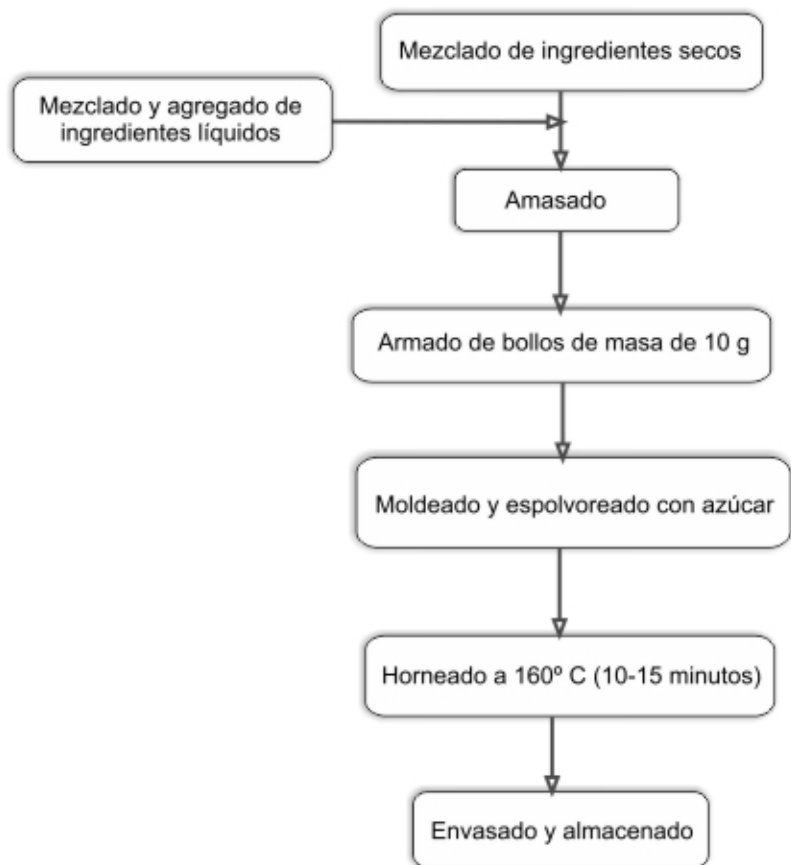 Mezclado de ingredientes secos
Mezclado y agregado de
ingredientes líquidos
Amasado
Armado de bollos de masa de 10 g
Moldeado y espolvoreado con azúcar
Horneado a 160º C (10-15 minutos)
Envasado y almacenado